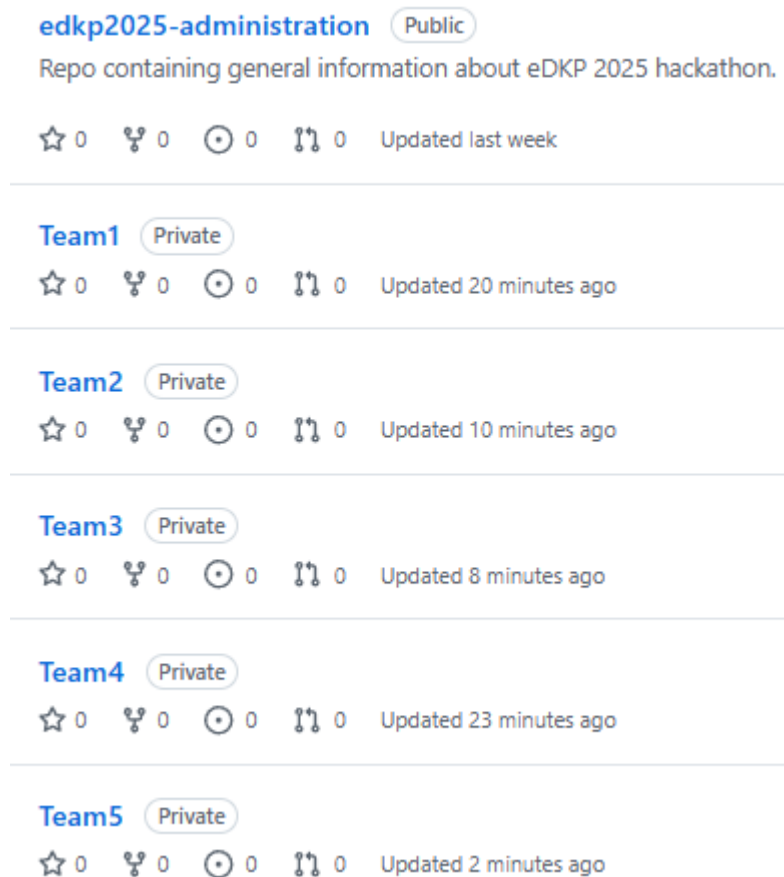 edkp2025-administration Public
Repo containing general information about eDKP 2025 hackathon.
0 0 0 0 Updated last week
Team1 Private
0 0 0 0 Updated 20 minutes ago
Team2 Private
0 0 0 0 Updated 10 minutes ago
Team3 Private
0 0 0 0 Updated 8 minutes ago
Team4 Private
0 0 0 0 Updated 23 minutes ago
Team5 Private
0 0 0 0 Updated 2 minutes ago